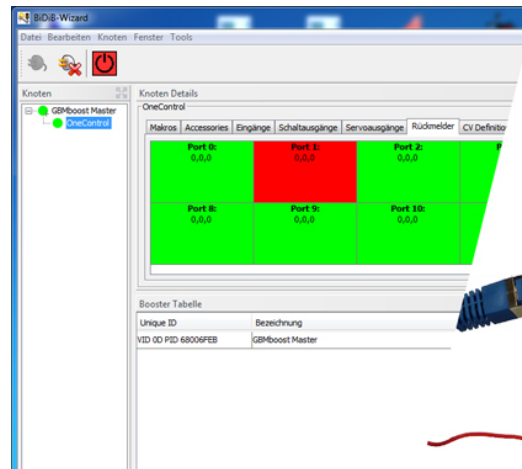 BiDiB-Wizard
Datei Bearbeiten Knoten Fenster Tools
Knoten
GBMboost Master
OneControl
Knoten Details
OneControl
Makros Accessories Eingänge Schaltausgänge Servoausgänge Rückmelder CV Definition
Port 0: Port 1: Port 2:
0,0,0 0,0,0 0,0,0
Port 8: Port 9: Port 10:
0,0,0 0,0,0 0,0,0
Booster Tabelle
Unique ID Bezeichnung
VID 0D PID 68006FEB GBMboost Master